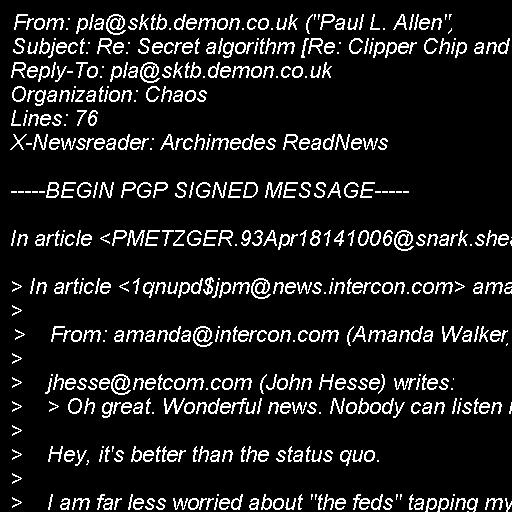 From: pla@sktb.demon.co.uk ("Paul L. Allen",
Subject: Re: Secret algorithm [Re: Clipper Chip and
Reply-To: pla@sktb.demon.co.uk
Organization: Chaos
Lines: 76
X-Newsreader: Archimedes ReadNews
-----BEGIN PGP SIGNED MESSAGE-----
In article <PMETZGER.93Apr18141006@snark.shea
> In article <1qnupd$jpm@news.intercon.com> ama
>
>    From: amanda@intercon.com (Amanda Walker,
>
>    jhesse@netcom.com (John Hesse) writes:
>    > Oh great. Wonderful news. Nobody can listen
>
>    Hey, it's better than the status quo.
>
>    I am far less worried about "the feds" tapping my